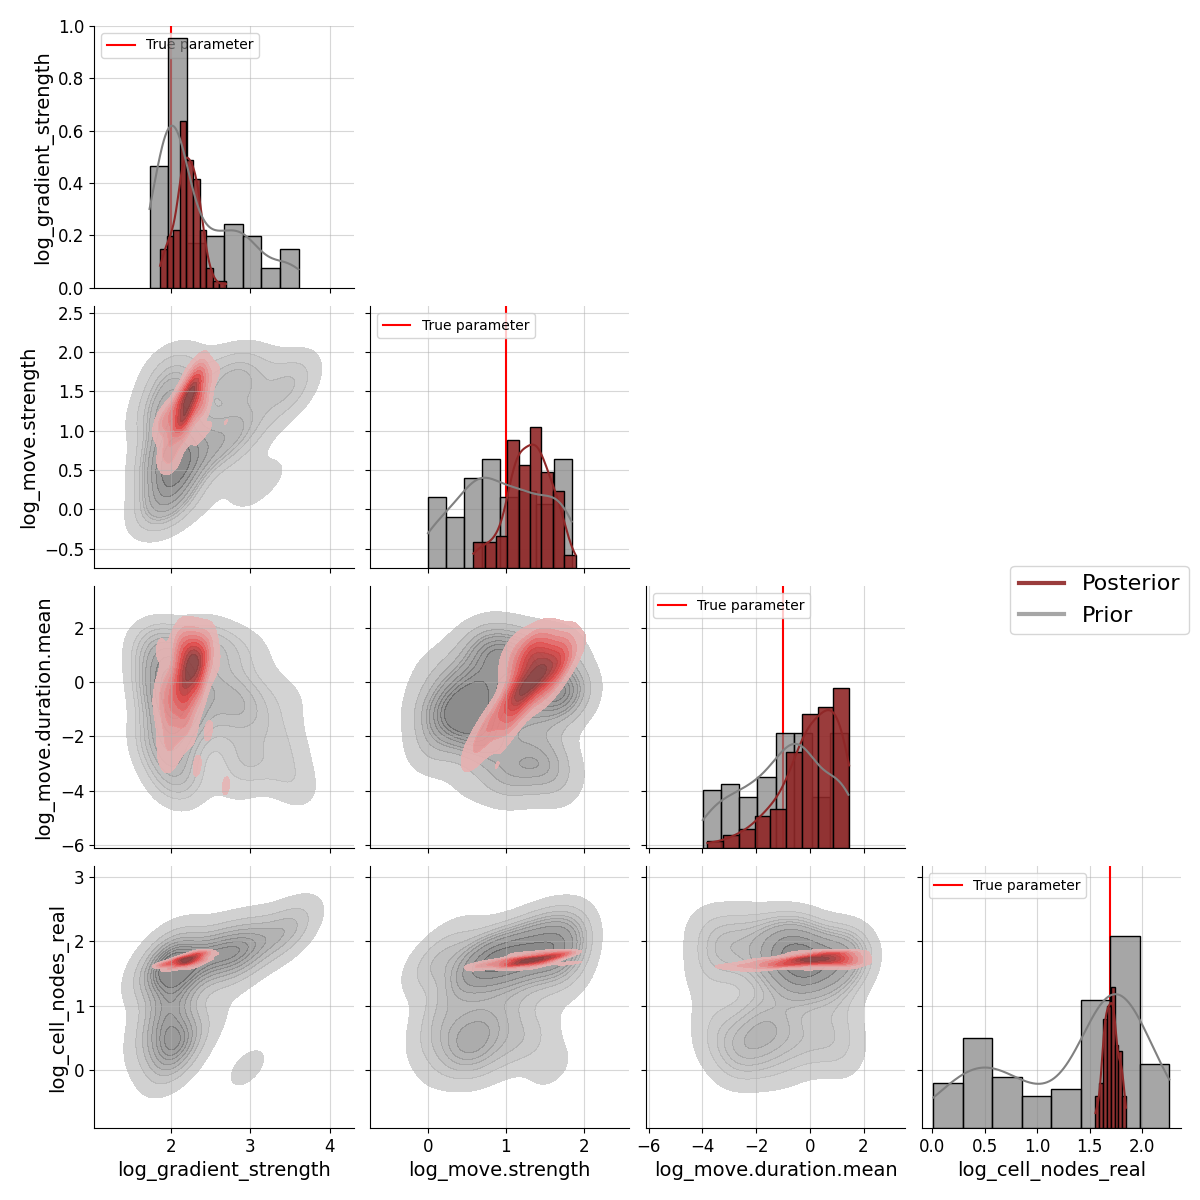 log_gradient_strength
1.0
0.8
0.6
0.4
0.2
0.0
True parameter
log_move.strength
2.5
2.0
1.5
1.0
0.5
0.0
−0.5
True parameter
log_move.duration.mean
2
0
−2
−4
−6
True parameter
Posterior
Prior
log_cell_nodes_real
3
2
1
0
True parameter
2 3 4
0 1 2
−6 −4 −2 0 2
0.0 0.5 1.0 1.5 2.0
log_gradient_strength
log_move.strength
log_move.duration.mean
log_cell_nodes_real